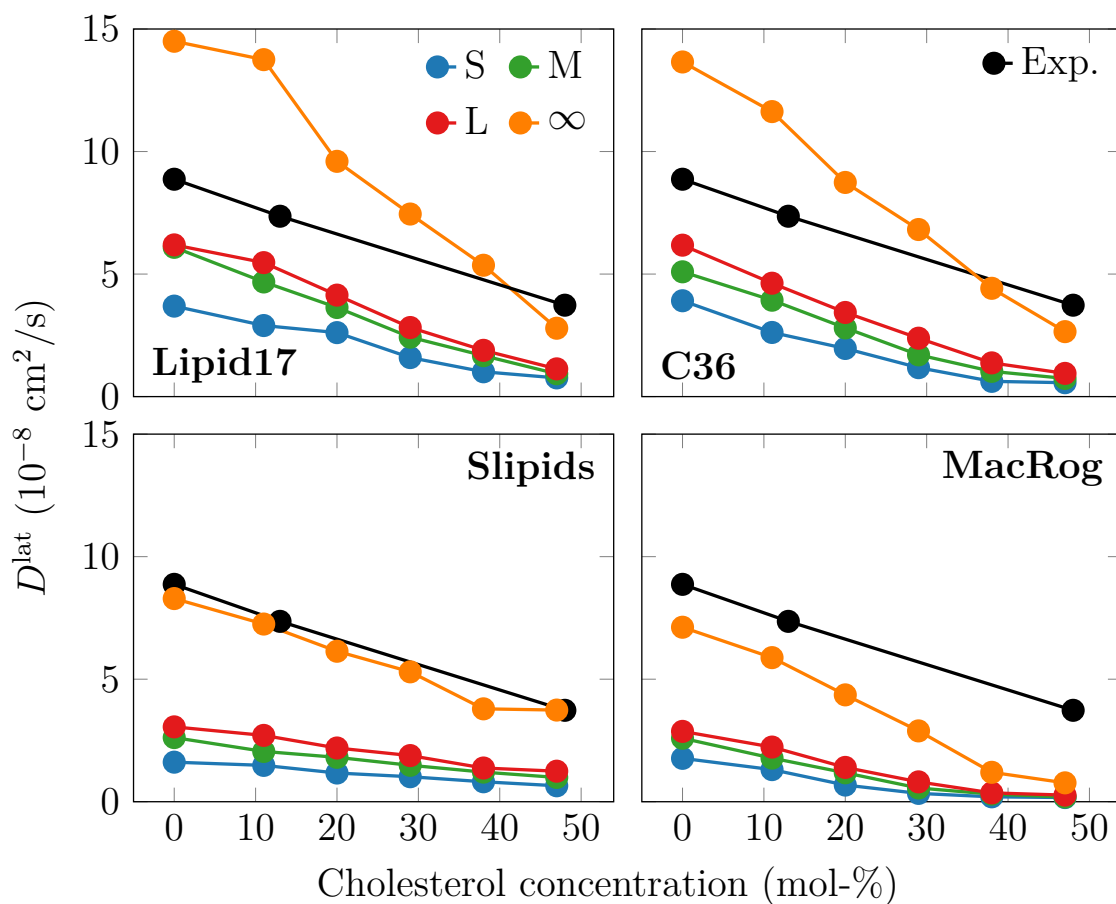 15
10
5
0
S
M
L
∞
Lipid17
Exp.
C36
15
10
5
0
Slipids
MacRog
0 10 20 30 40 50
0 10 20 30 40 50
D^lat (10^−8 cm^2/s)
Cholesterol concentration (mol-%)